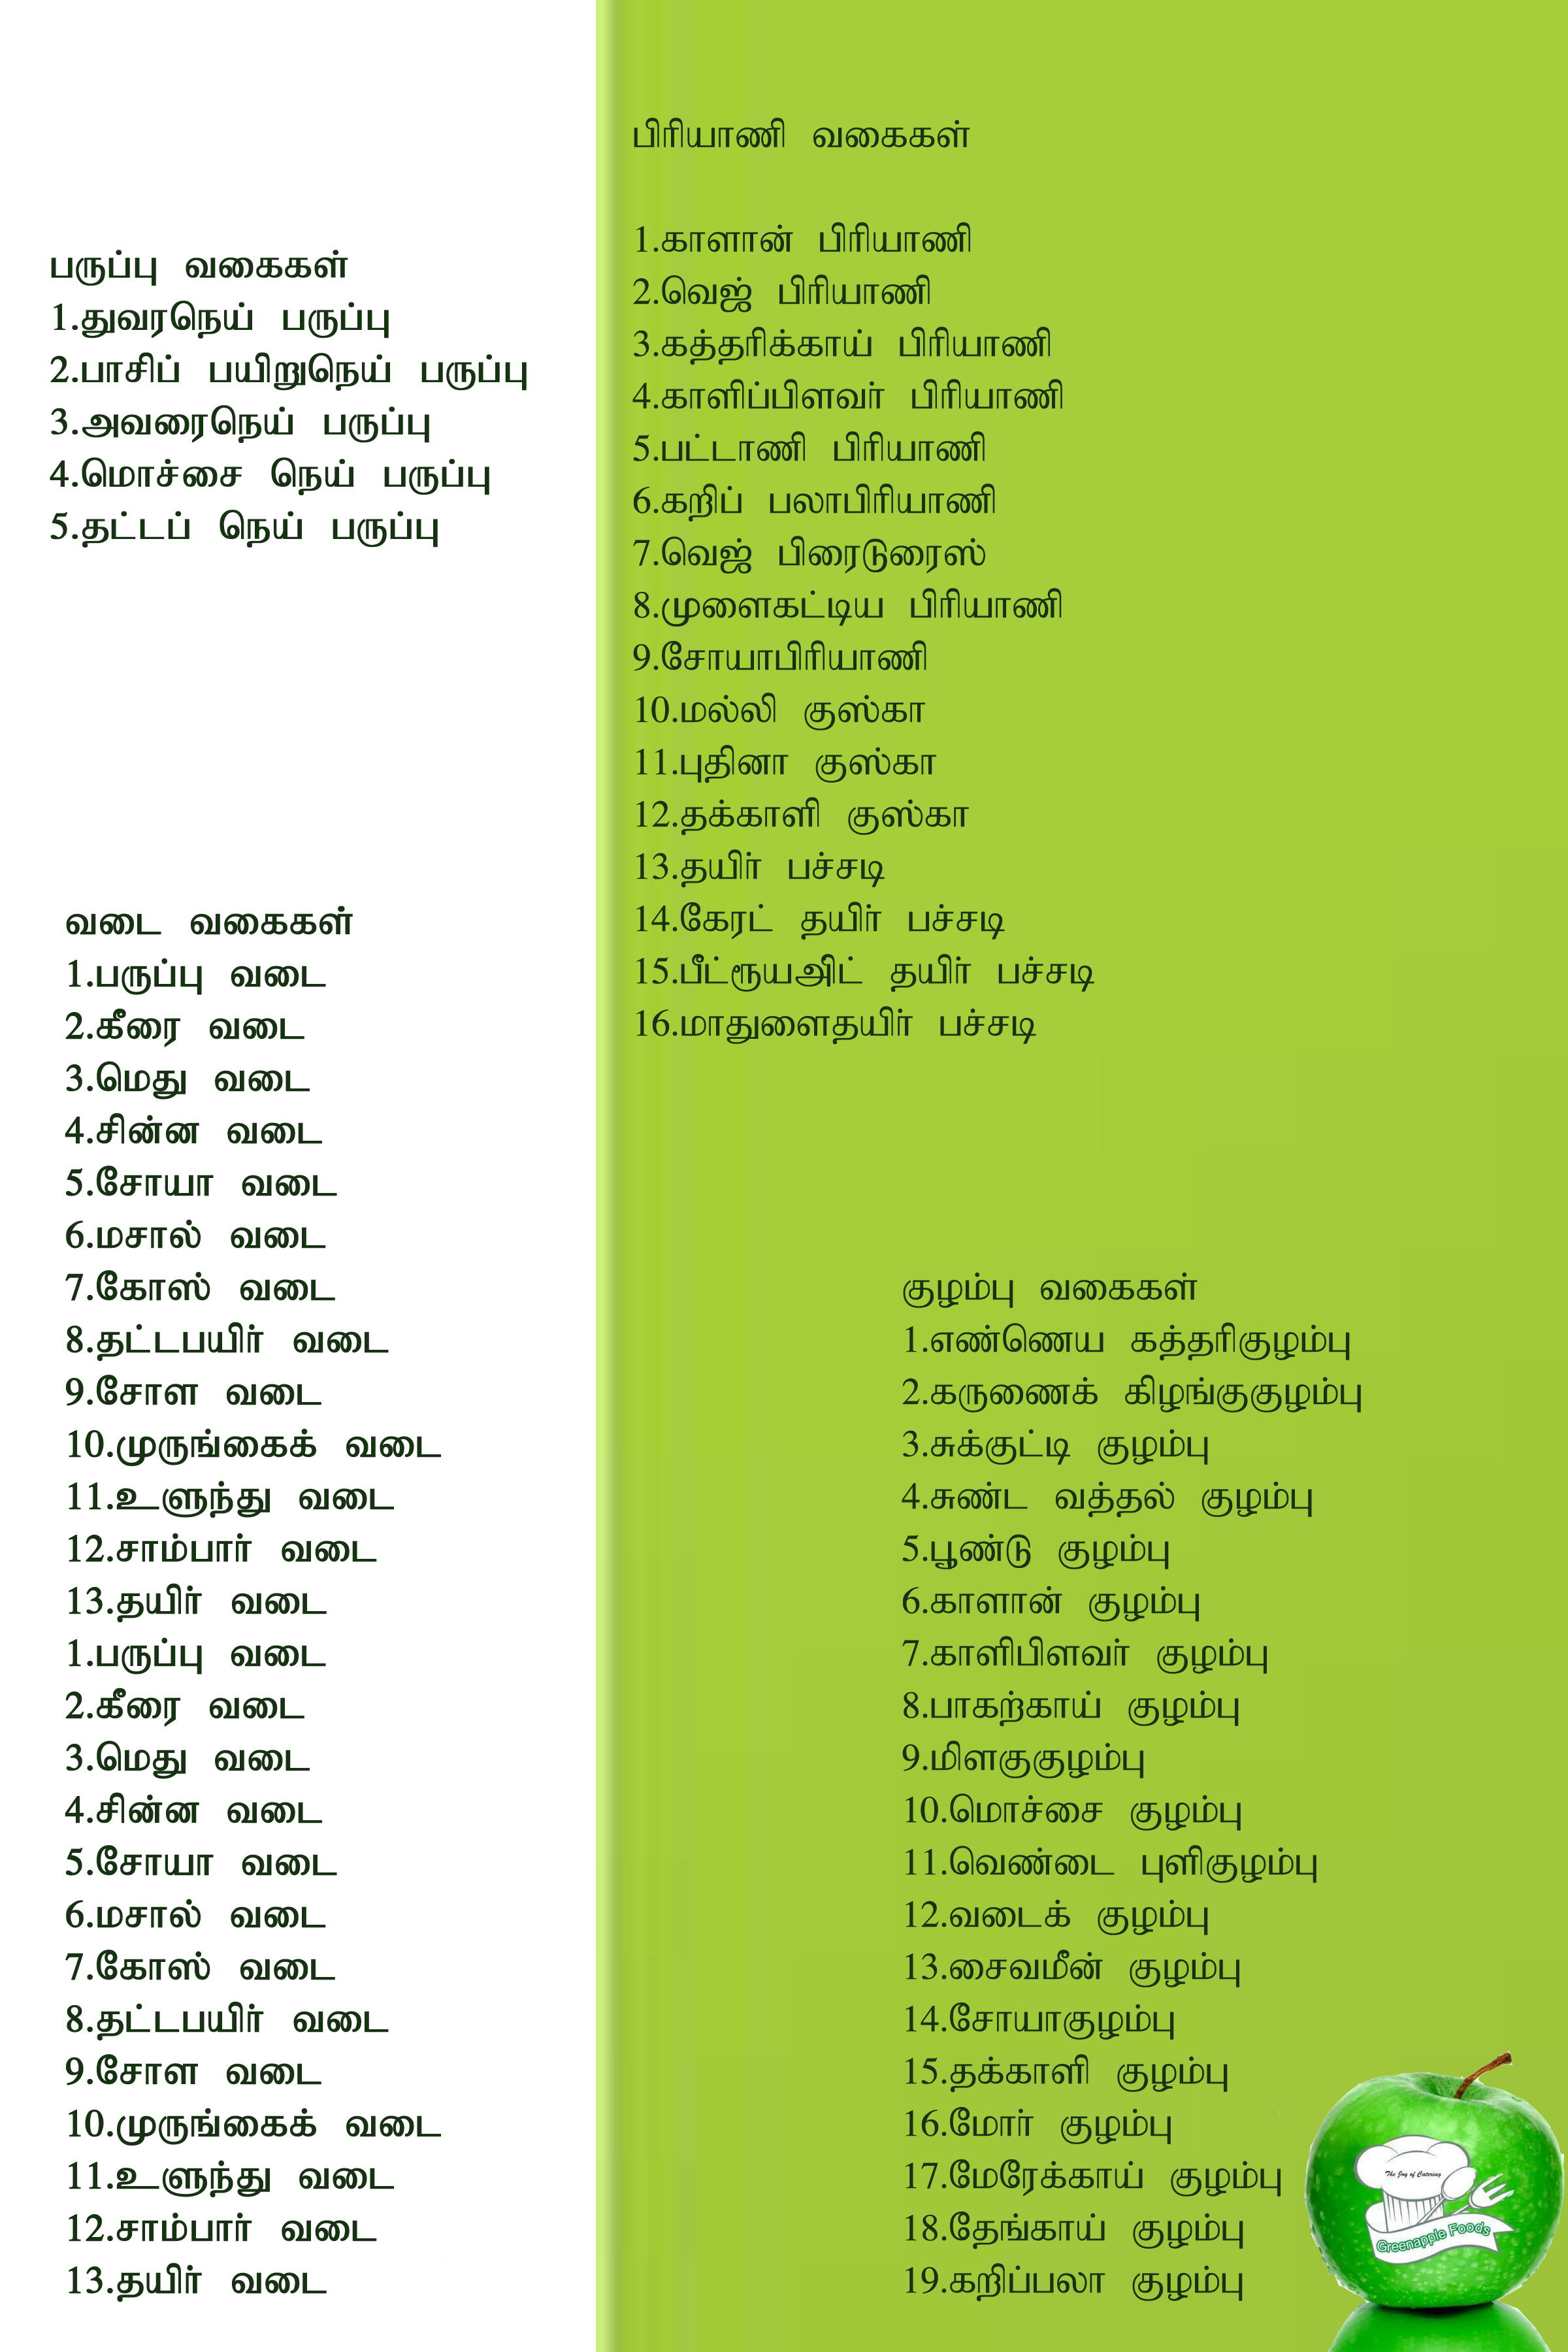 பருப்பு வகைகள்
1.துவரநெய் பருப்பு
2.பாசிப் பயிறுநெய் பருப்பு
3.அவரைநெய் பருப்பு
4.மொச்சை நெய் பருப்பு
5.தட்டப் நெய் பருப்பு
வடை வகைகள்
1.பருப்பு வடை
2.கீரை வடை
3.மெது வடை
4.சின்ன வடை
5.சோயா வடை
6.மசால் வடை
7.கோஸ் வடை
8.தட்டபயிர் வடை
9.சோள வடை
10.முருங்கைக் வடை
11.உளுந்து வடை
12.சாம்பார் வடை
13.தயிர் வடை
1.பருப்பு வடை
2.கீரை வடை
3.மெது வடை
4.சின்ன வடை
5.சோயா வடை
6.மசால் வடை
7.கோஸ் வடை
8.தட்டபயிர் வடை
9.சோள வடை
10.முருங்கைக் வடை
11.உளுந்து வடை
12.சாம்பார் வடை
13.தயிர் வடை
பிரியாணி வகைகள்
1.காளான் பிரியாணி
2.வெஜ் பிரியாணி
3.கத்தரிக்காய் பிரியாணி
4.காளிப்பிளவர் பிரியாணி
5.பட்டாணி பிரியாணி
6.கறிப் பலாபிரியாணி
7.வெஜ் பிரைடுரைஸ்
8.முளைகட்டிய பிரியாணி
9.சோயாபிரியாணி
10.மல்லி குஸ்கா
11.புதினா குஸ்கா
12.தக்காளி குஸ்கா
13.தயிர் பச்சடி
14.கேரட் தயிர் பச்சடி
15.பீட்ரூயஅிட் தயிர் பச்சடி
16.மாதுளைதயிர் பச்சடி
குழம்பு வகைகள்
1.எண்ணெய கத்தரிகுழம்பு
2.கருணைக் கிழங்குகுழம்பு
3.சுக்குட்டி குழம்பு
4.சுண்ட வத்தல் குழம்பு
5.பூண்டு குழம்பு
6.காளான் குழம்பு
7.காளிபிளவர் குழம்பு
8.பாகற்காய் குழம்பு
9.மிளகுகுழம்பு
10.மொச்சை குழம்பு
11.வெண்டை புளிகுழம்பு
12.வடைக் குழம்பு
13.சைவமீன் குழம்பு
14.சோயாகுழம்பு
15.தக்காளி குழம்பு
16.மோர் குழம்பு
17.மேரேக்காய் குழம்பு
18.தேங்காய் குழம்பு
19.கறிப்பலா குழம்பு
The Joy of Catering
Greenapple Foods